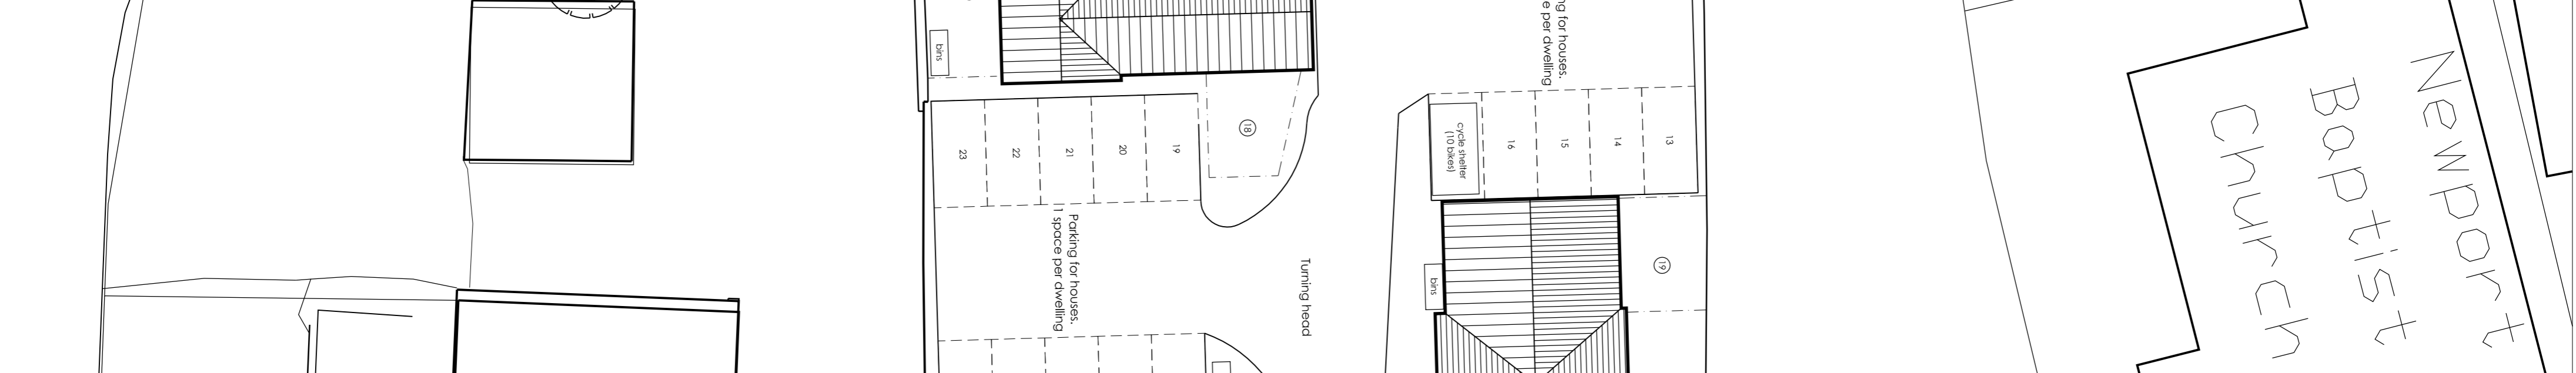 bins
23
22
21
20
19
18
Parking for houses.
1 space per dwelling
Turning head
ng for houses.
e per dwelling
cycle shelter
(10 bikes)
16
15
14
13
bins
19
Newport
Baptist
Church